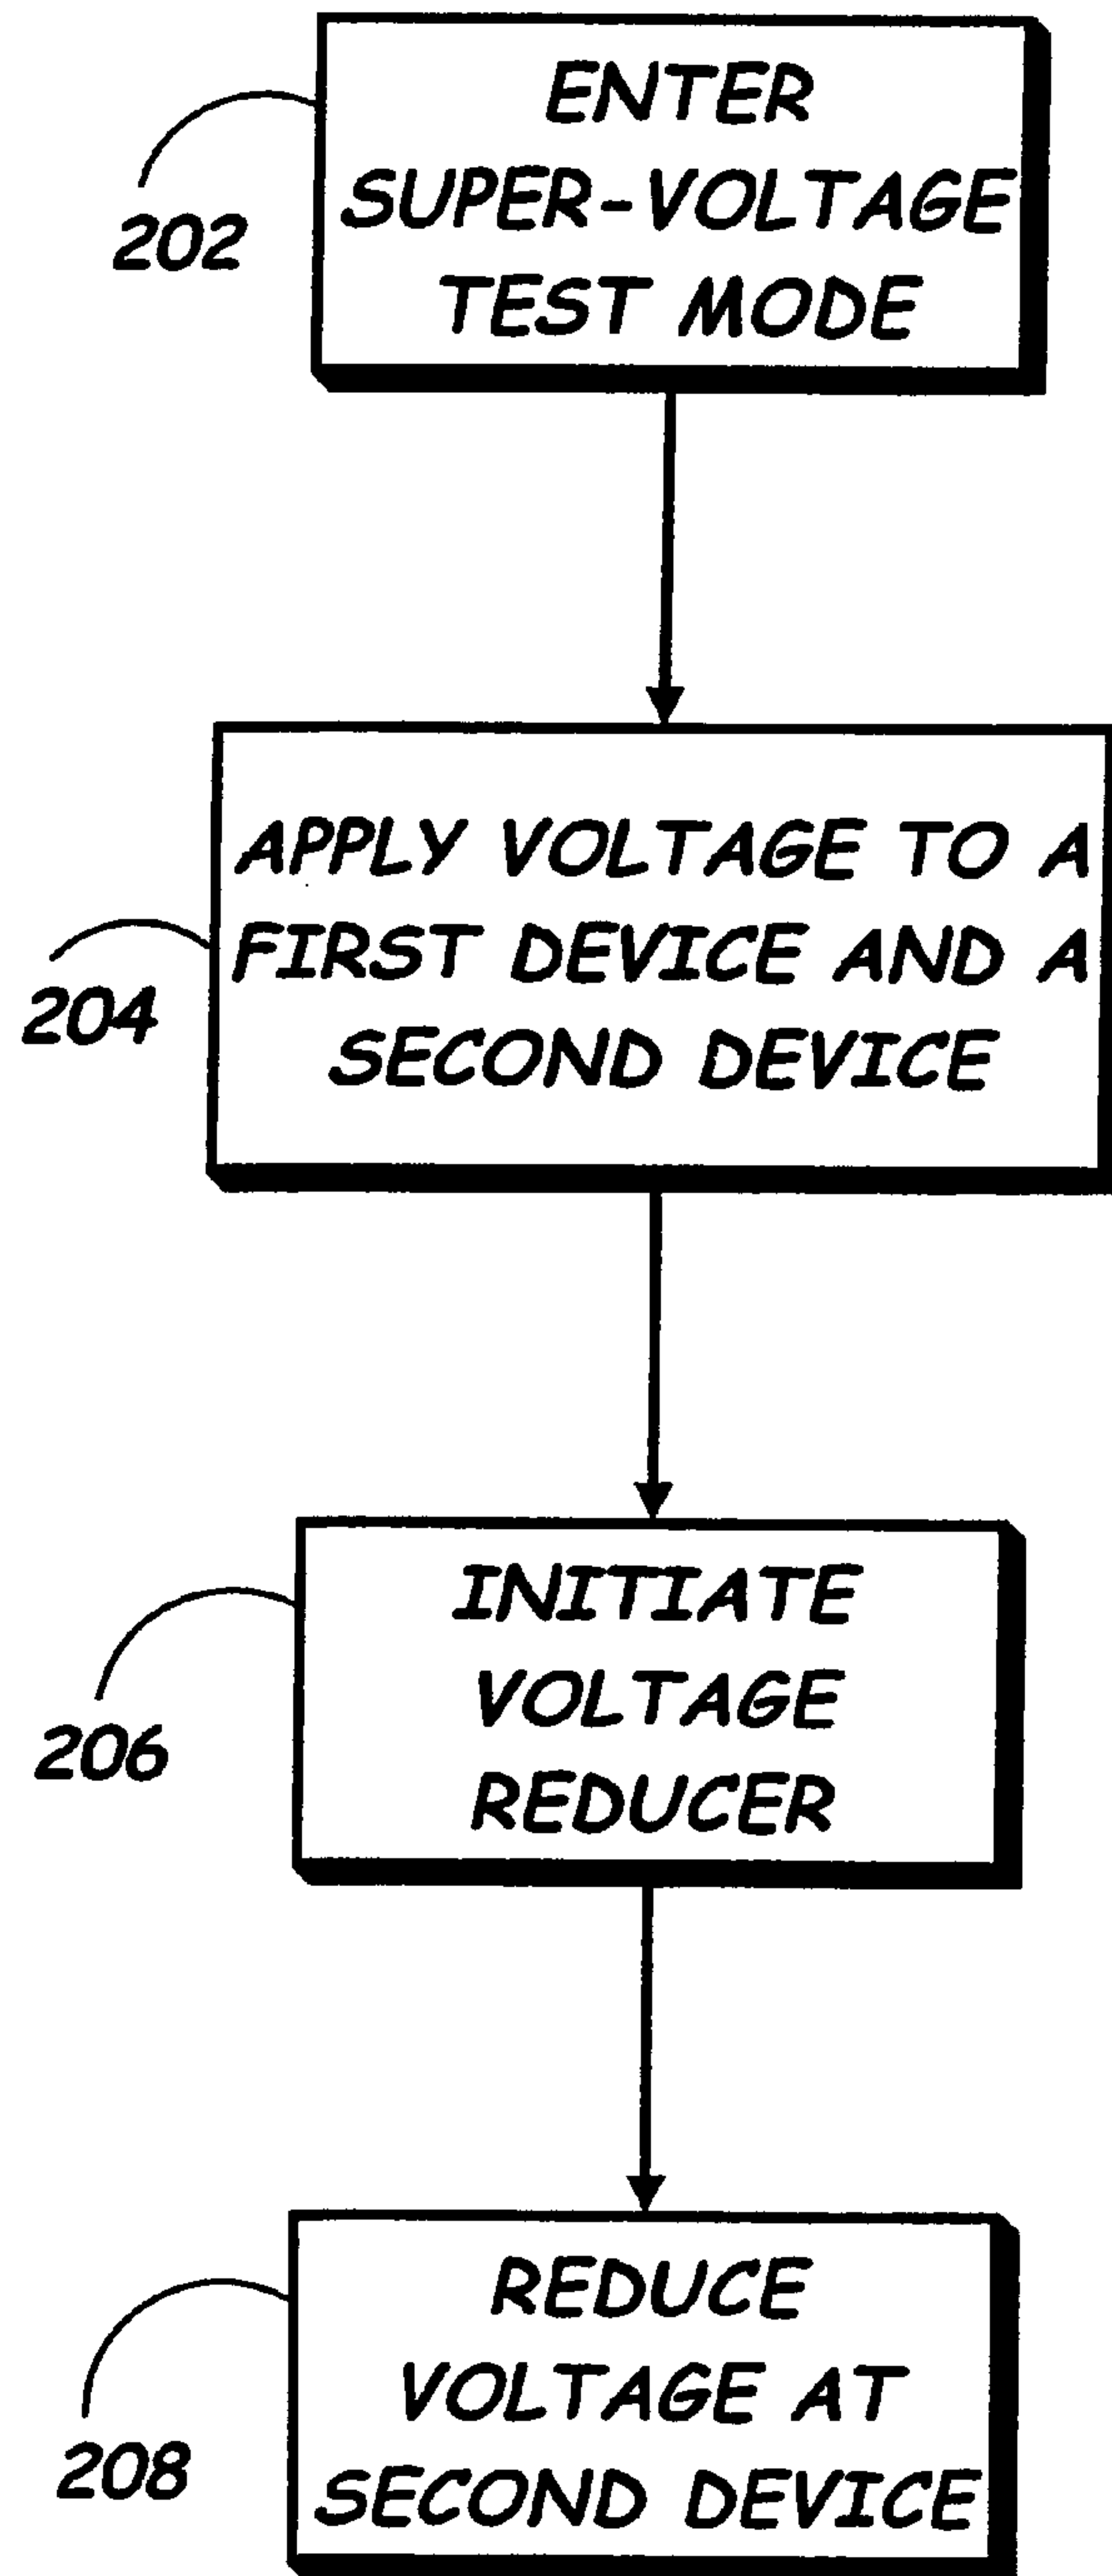 ENTER
SUPER-VOLTAGE
TEST MODE
202
APPLY VOLTAGE TO A
FIRST DEVICE AND A
SECOND DEVICE
204
INITIATE
VOLTAGE
REDUCER
206
REDUCE
VOLTAGE AT
SECOND DEVICE
208